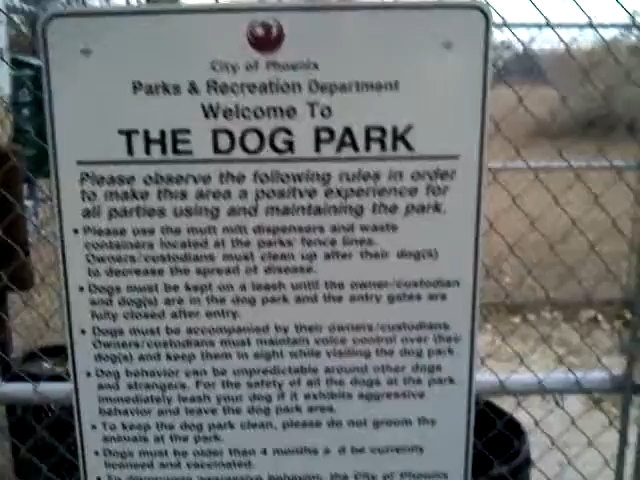 City of Phoenix
Parks & Recreation Department
Welcome To
THE DOG PARK
Please observe the following rules in order
to make this area a positve experience for
all parties using and maintaining the park.
• Please use the mutt mitt dispensers and waste
containers located at the parks' fence lines.
Owners/custodians must clean up after their dog(s)
to decrease the spread of disease.
• Dogs must be kept on a leash until the owner/custodian
and dog(s) are in the dog park and the entry gates are
fully closed after entry.
• Dogs must be accompanied by their owners/custodians.
Owners/custodians must maintain voice control over their
dog(s) and keep them in sight while visiting the dog park.
• Dog behavior can be unpredictable around other dogs
and strangers. For the safety of all the dogs at the park
immediately leash your dog if it exhibits aggressive
behavior and leave the dog park area.
• To keep the dog park clean, please do not groom
animals at the park.
• Dogs must be older than 4 months be currently
licensed and vaccinated.
• To aggressive behavior, the City of Phoenix